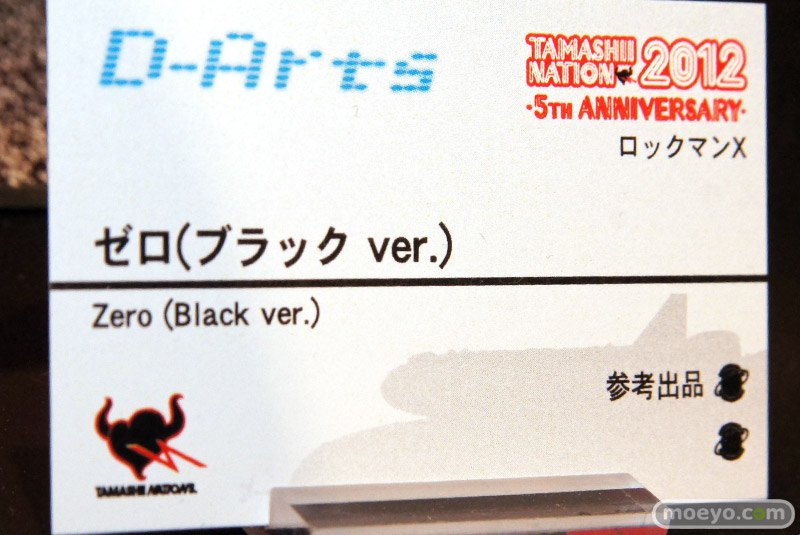 D-Arts
TAMASHII
NATION 2012
·5TH ANNIVERSARY·
ロックマンX
ゼロ(ブラック ver.)
Zero (Black ver.)
参考出品
TAMASHII NATIONS.
moeyo.com